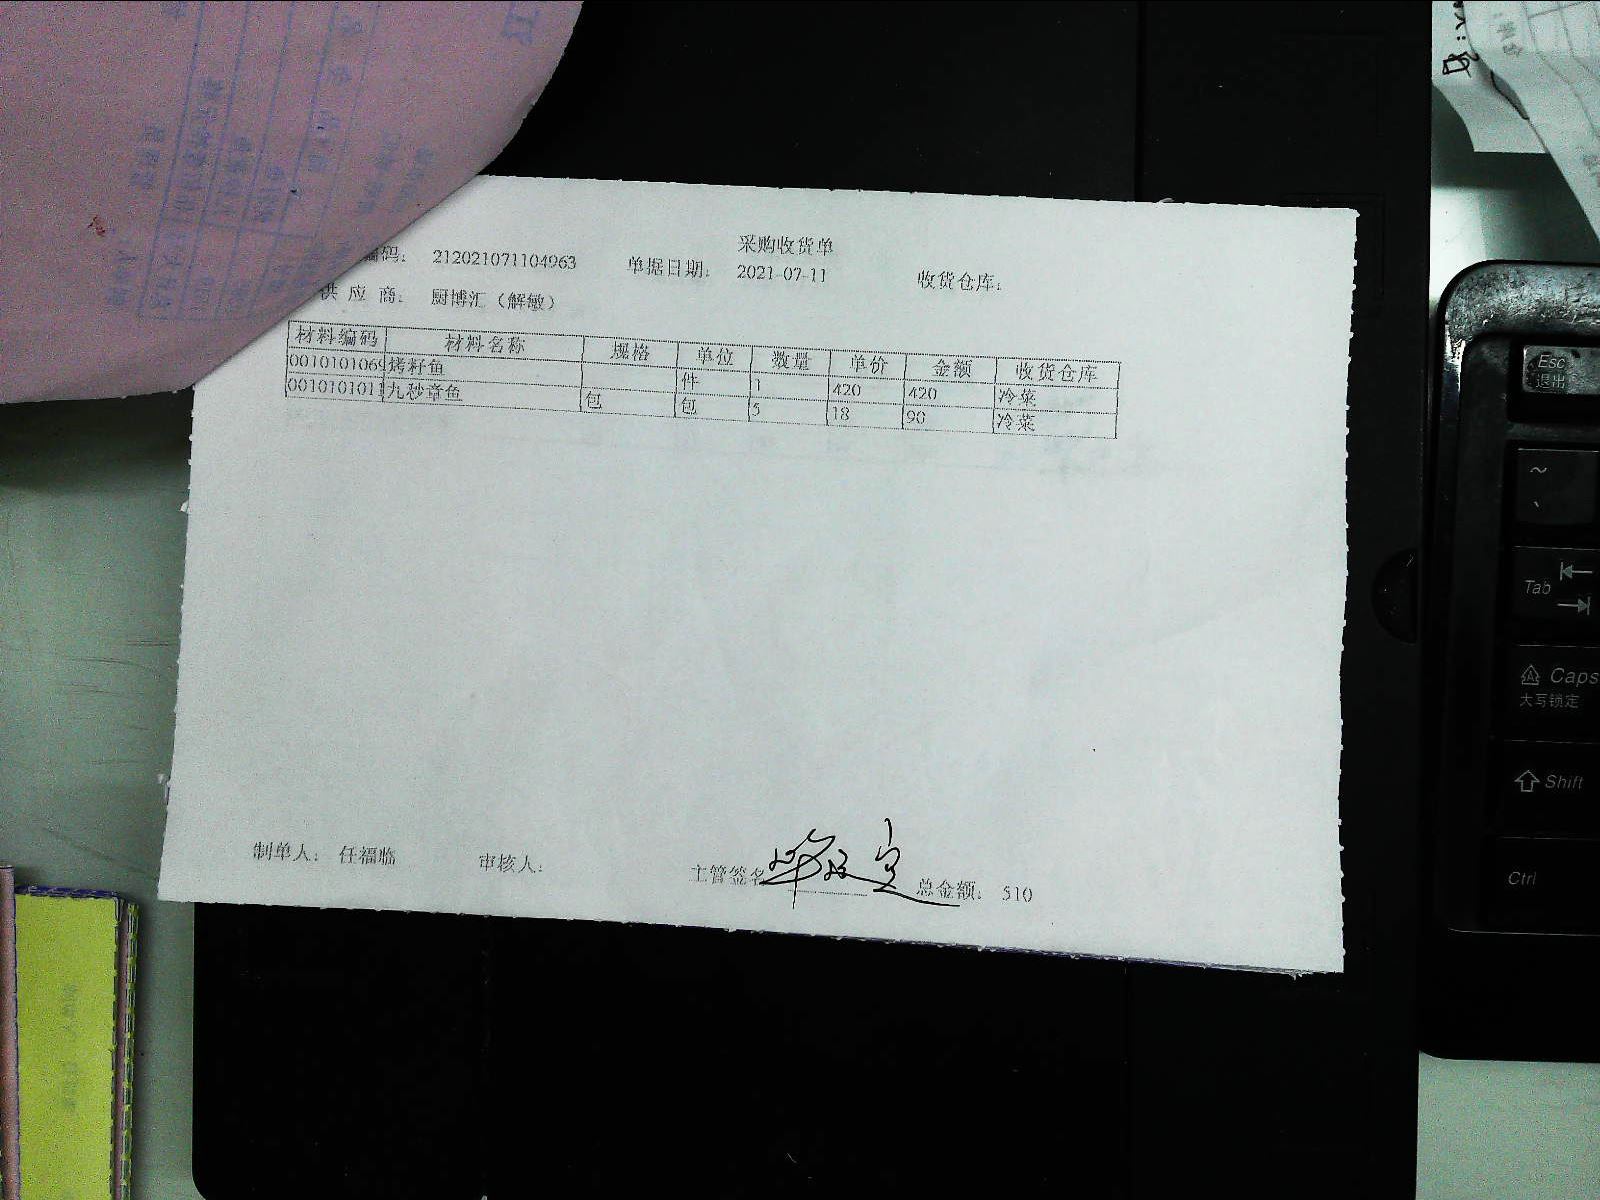 采购收货单
编码： 212021071104963 单据日期： 2021-07-11 收货仓库：
供 应 商： 厨博汇（解敏）
材料编码 材料名称 规格 单位 数量 单价 金额 收货仓库
0010101069 烤籽鱼 件 1 420 420 冷菜
0010101011 九秒章鱼 包 包 5 18 90 冷菜
制单人： 任福临 审核人： 主管签名 总金额： 510
Esc
退出
~
Tab
Caps
大写锁定
Shift
Ctrl